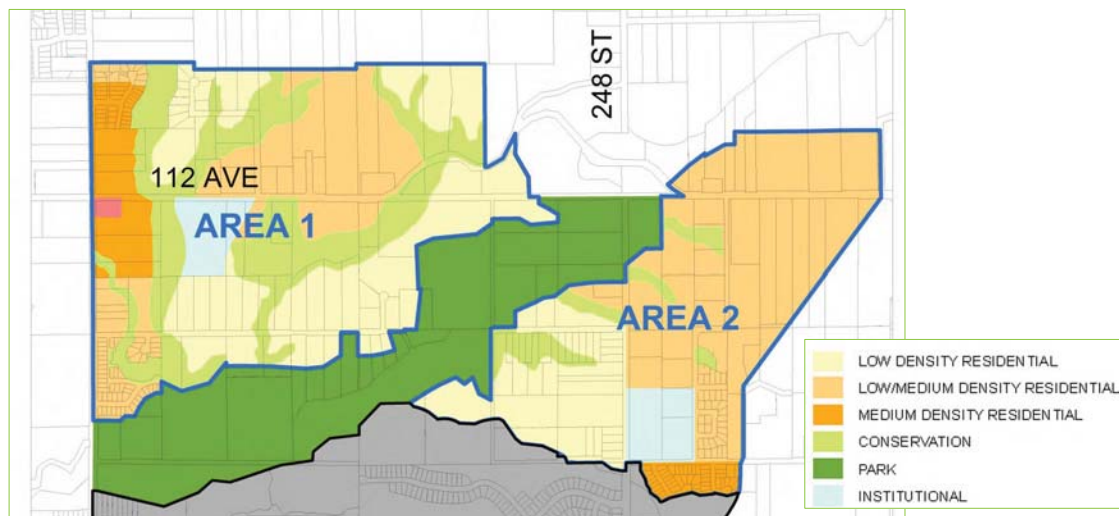 248 ST
112 AVE
AREA 1
AREA 2
LOW DENSITY RESIDENTIAL
LOW/MEDIUM DENSITY RESIDENTIAL
MEDIUM DENSITY RESIDENTIAL
CONSERVATION
PARK
INSTITUTIONAL